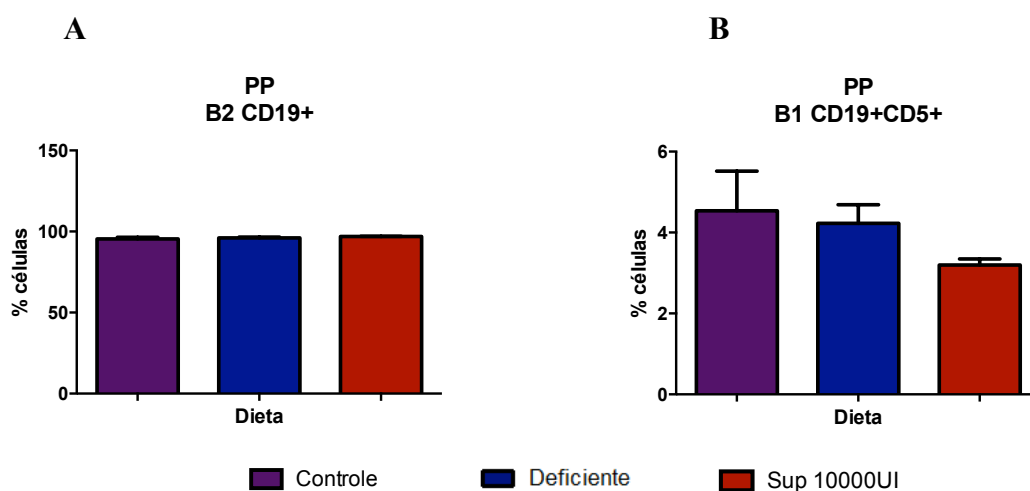 A
PP
B2 CD19+
150
100
50
0
% células
Dieta
B
PP
B1 CD19+CD5+
6
4
2
0
% células
Dieta
Controle
Deficiente
Sup 10000UI